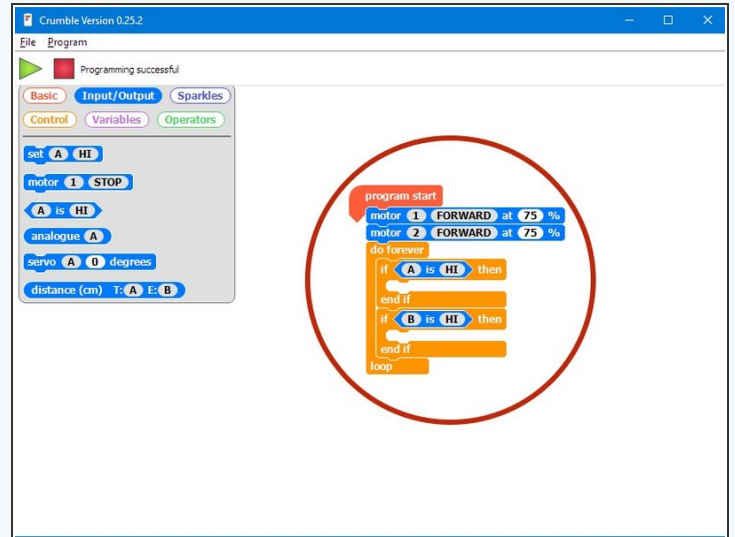 Crumble Version 0.25.2
File Program
Programming successful
Basic Input/Output Sparkles
Control Variables Operators
set A HI
motor 1 STOP
A is HI
analogue A
servo A 0 degrees
distance (cm) T: A E: B
program start
motor 1 FORWARD at 75 %
motor 2 FORWARD at 75 %
do forever
if A is HI then
end if
if B is HI then
end if
loop